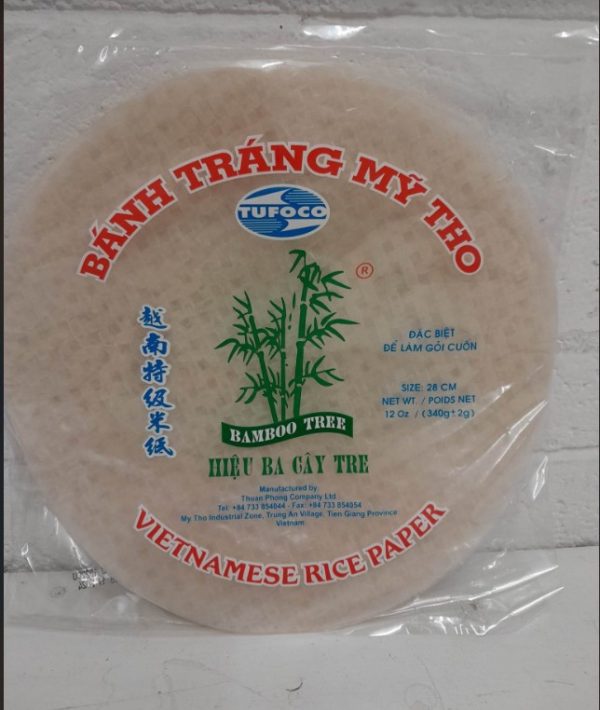 BÁNH TRÁNG MỸ THO
TUFOCO
®
越南特级米纸
ĐẶC BIỆT
ĐỂ LÀM GỎI CUỐN
SIZE: 28 CM
NET WT. / POIDS NET
12 Oz / (340g±2g)
BAMBOO TREE
HIỆU BA CÂY TRE
Manufactured by
Thuan Phong Company Ltd
Tel: +84 733 854044 - Fax: +84 733 854054
My Tho Industrial Zone, Trung An Village, Tien Giang Province
Vietnam
VIETNAMESE RICE PAPER